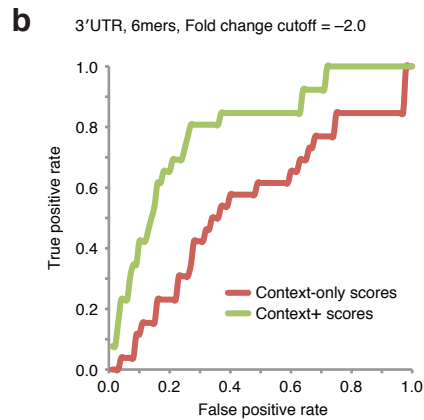 b
3′UTR, 6mers, Fold change cutoff = –2.0
1.0
0.8
0.6
0.4
0.2
0.0
True positive rate
Context-only scores
Context+ scores
0.0 0.2 0.4 0.6 0.8 1.0
False positive rate